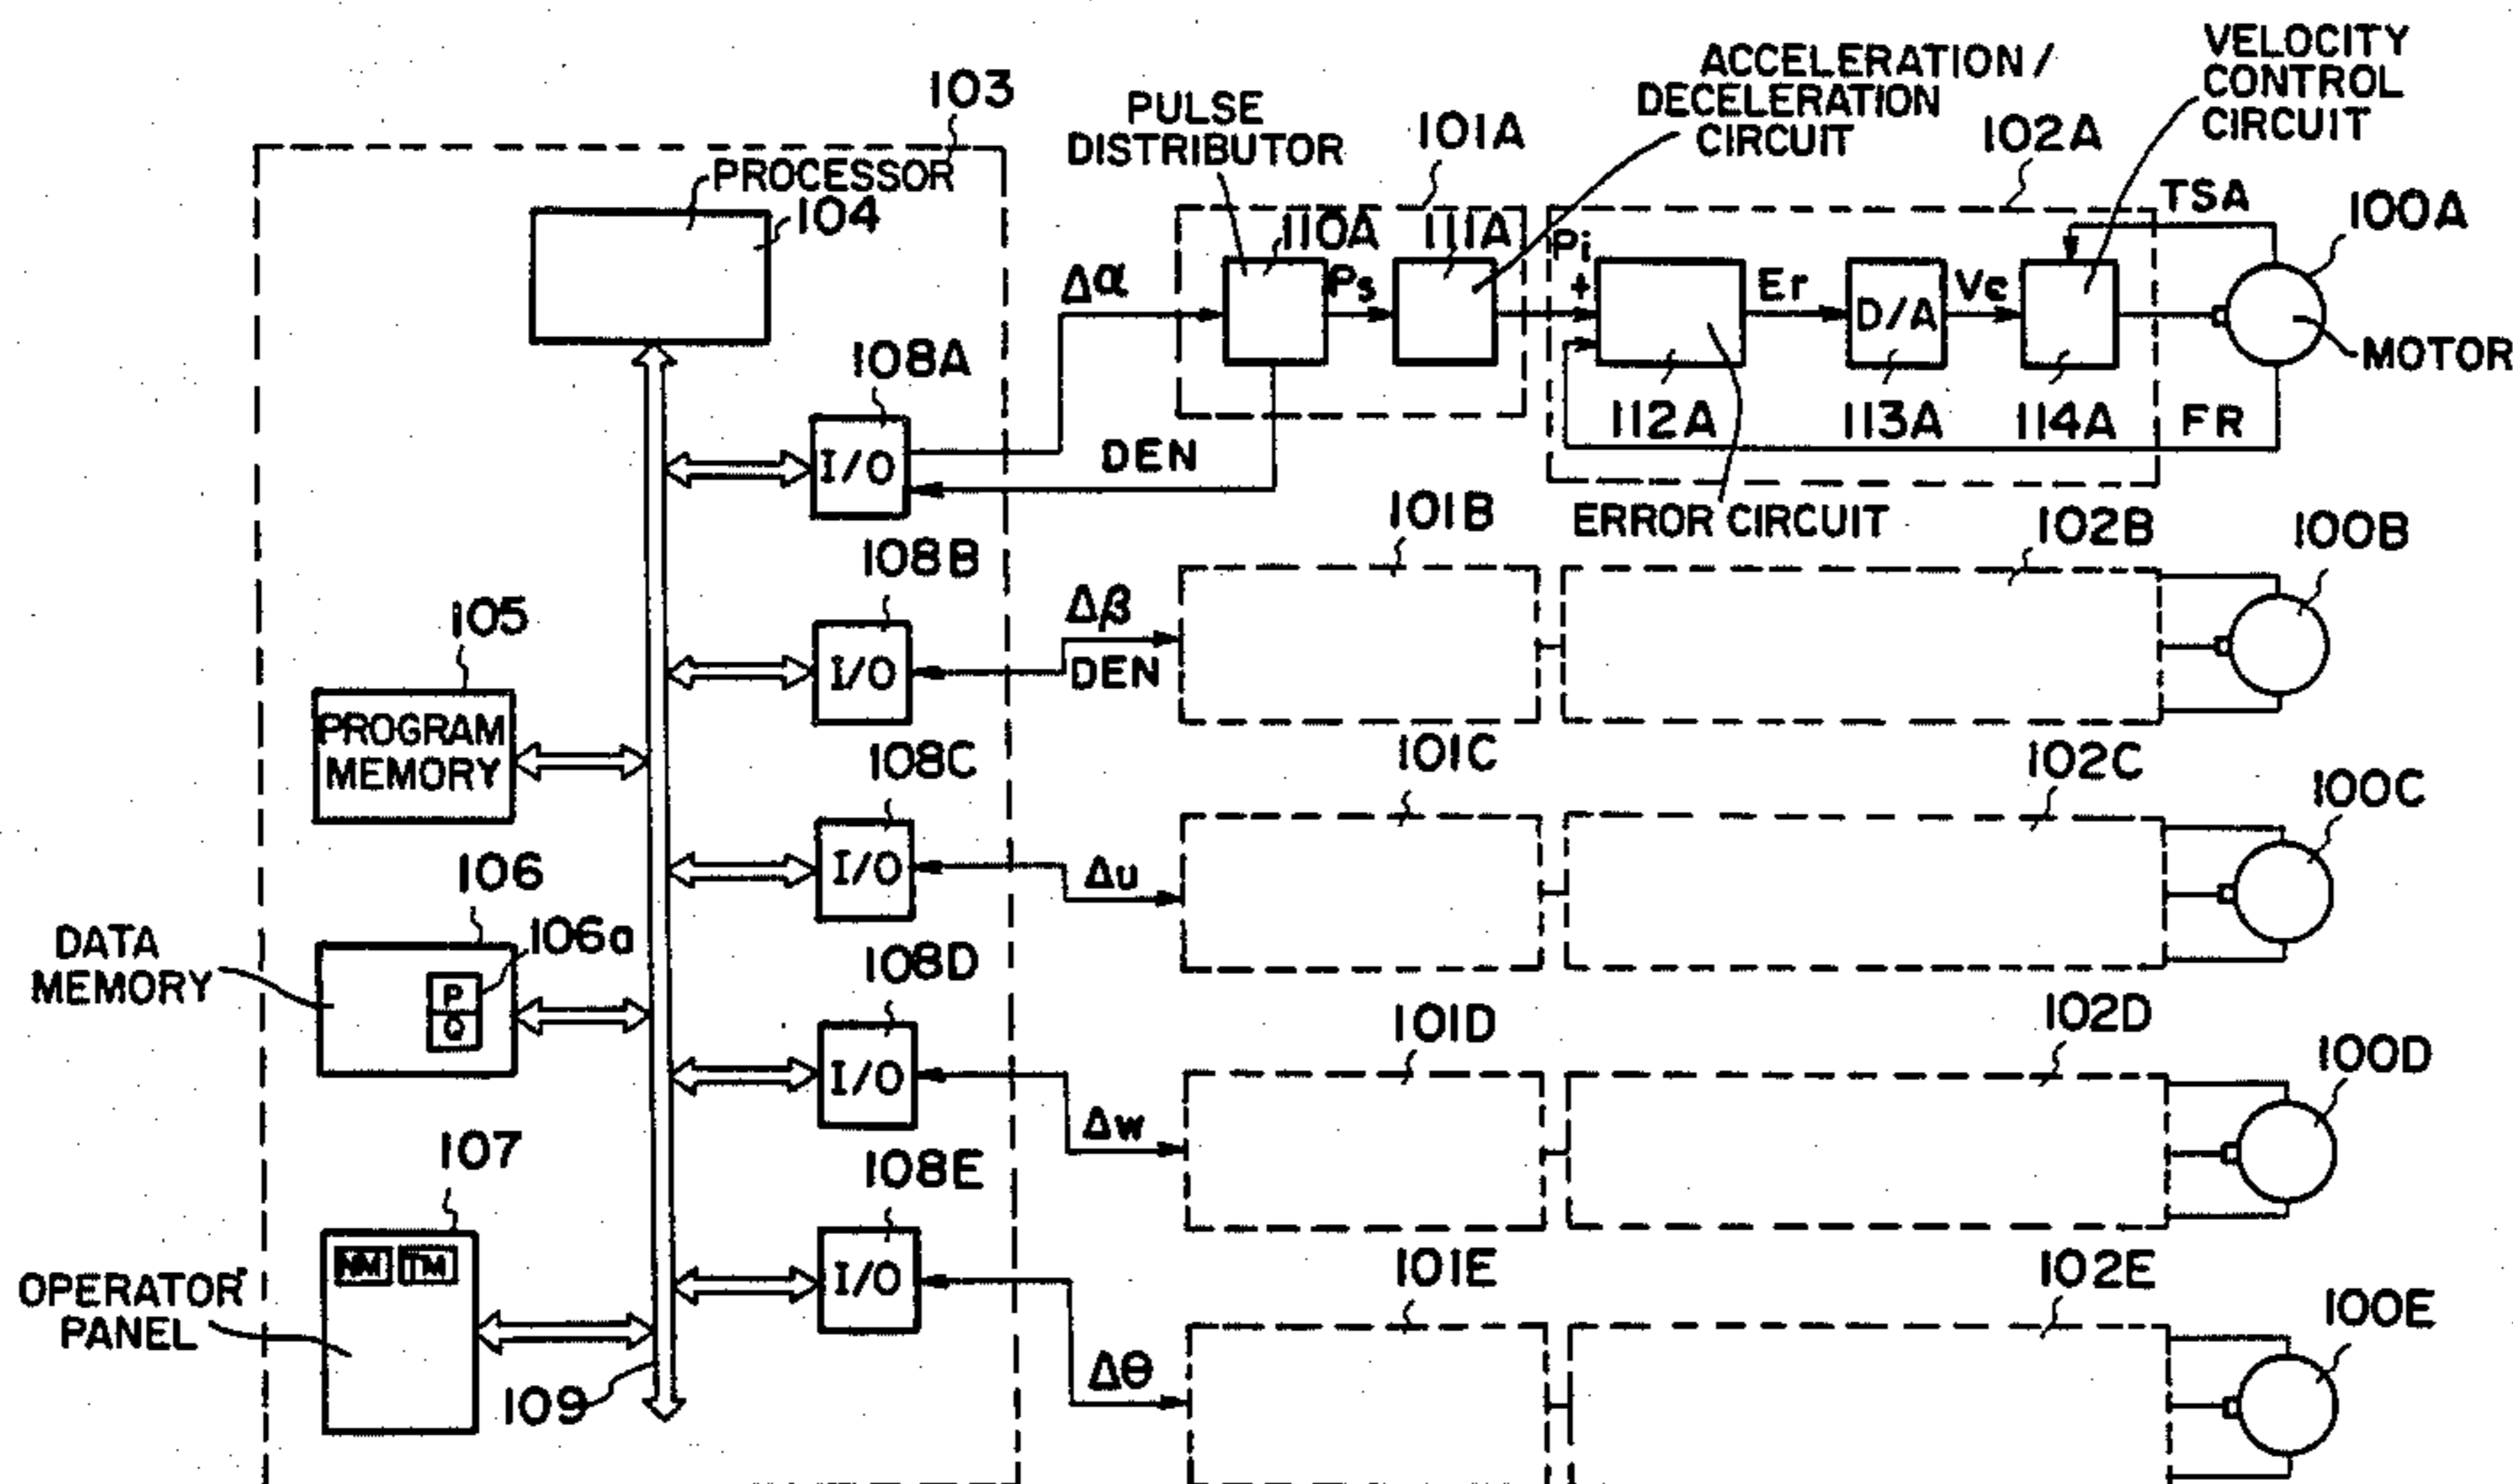 103
PROCESSOR
104
PULSE
DISTRIBUTOR
101A
ACCELERATION/
DECELERATION
CIRCUIT
102A
VELOCITY
CONTROL
CIRCUIT
TSA
100A
110A
111A
Pi
+
Δα
Ps
Er
D/A
Vc
MOTOR
108A
I/O
DEN
112A
113A
114A
FR
ERROR CIRCUIT
108B
I/O
Δβ
DEN
101B
102B
100B
105
PROGRAM
MEMORY
108C
I/O
Δu
101C
102C
100C
106
106a
DATA
MEMORY
P
Q
108D
I/O
Δw
101D
102D
100D
107
OPERATOR
PANEL
TM
109
108E
I/O
Δθ
101E
102E
100E